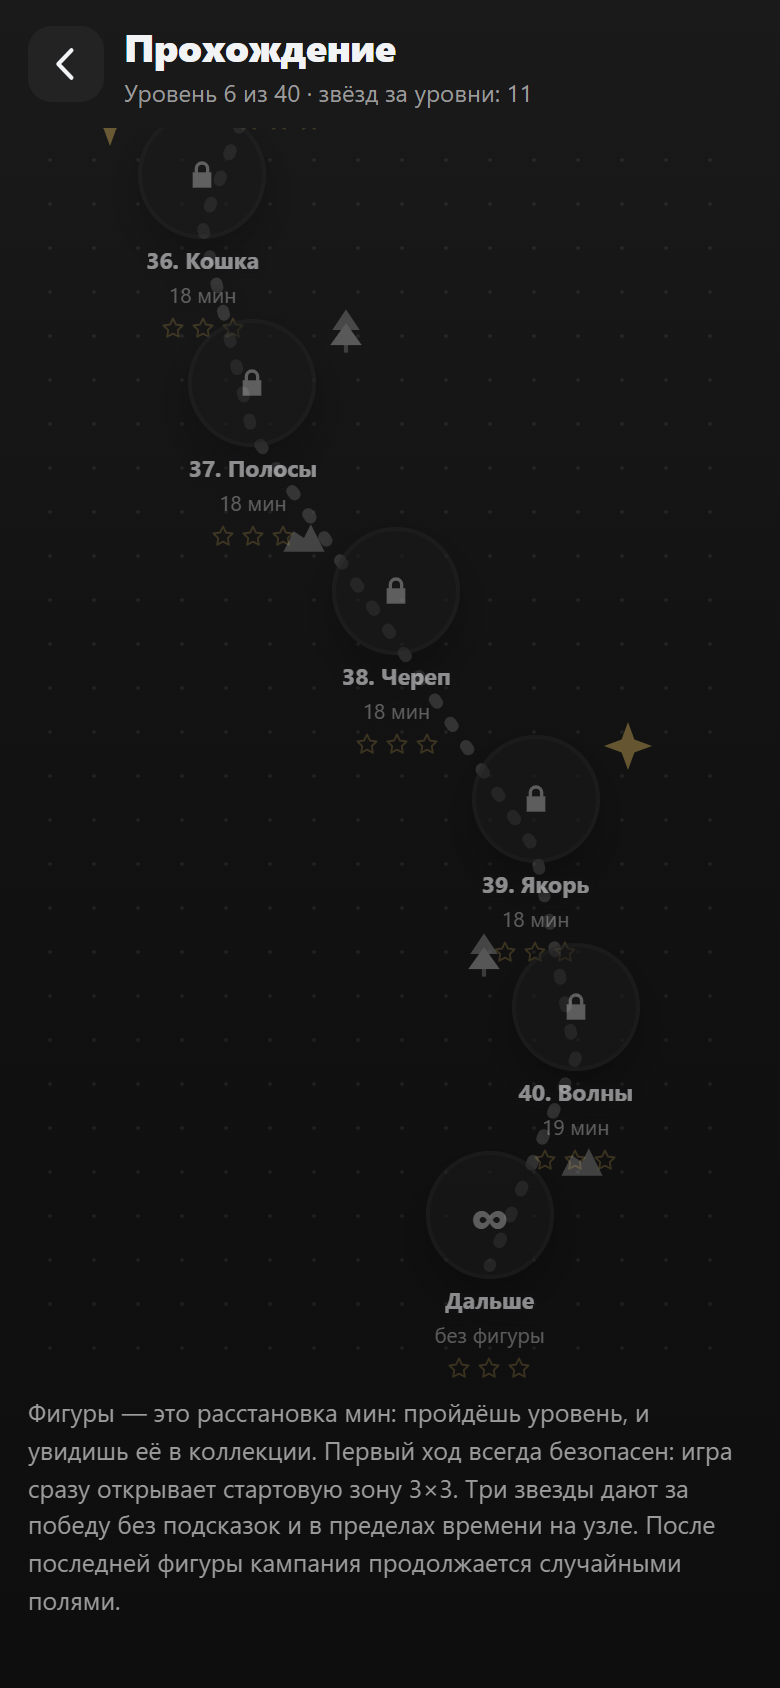 Прохождение
Уровень 6 из 40 · звёзд за уровни: 11
36. Кошка
18 мин
37. Полосы
18 мин
38. Череп
18 мин
39. Якорь
18 мин
40. Волны
19 мин
∞
Дальше
без фигуры
Фигуры — это расстановка мин: пройдёшь уровень, и
увидишь её в коллекции. Первый ход всегда безопасен: игра
сразу открывает стартовую зону 3×3. Три звезды дают за
победу без подсказок и в пределах времени на узле. После
последней фигуры кампания продолжается случайными
полями.